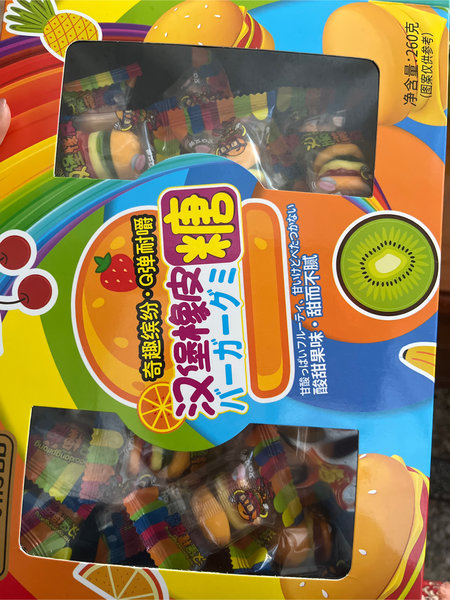 奇趣缤纷·Q弹耐嚼
汉堡橡皮糖
バーガーグミ
甘酸っぱいフルーティ、甘いけどべたつかない
酸甜果味·甜而不腻
净含量:260克
(图案仅供参考)